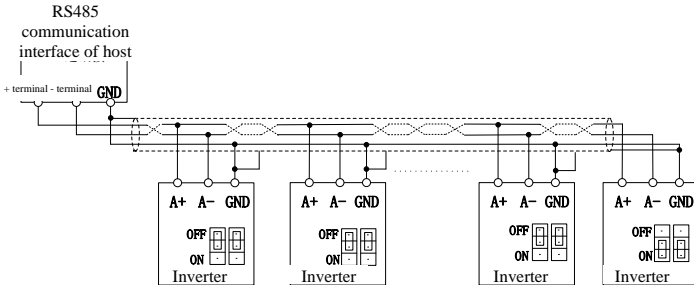 RS485
communication
interface of host
+ terminal - terminal GND
A+ A- GND
OFF
ON
Inverter
A+ A- GND
OFF
ON
Inverter
A+ A- GND
OFF
ON
Inverter
A+ A- GND
OFF
ON
Inverter